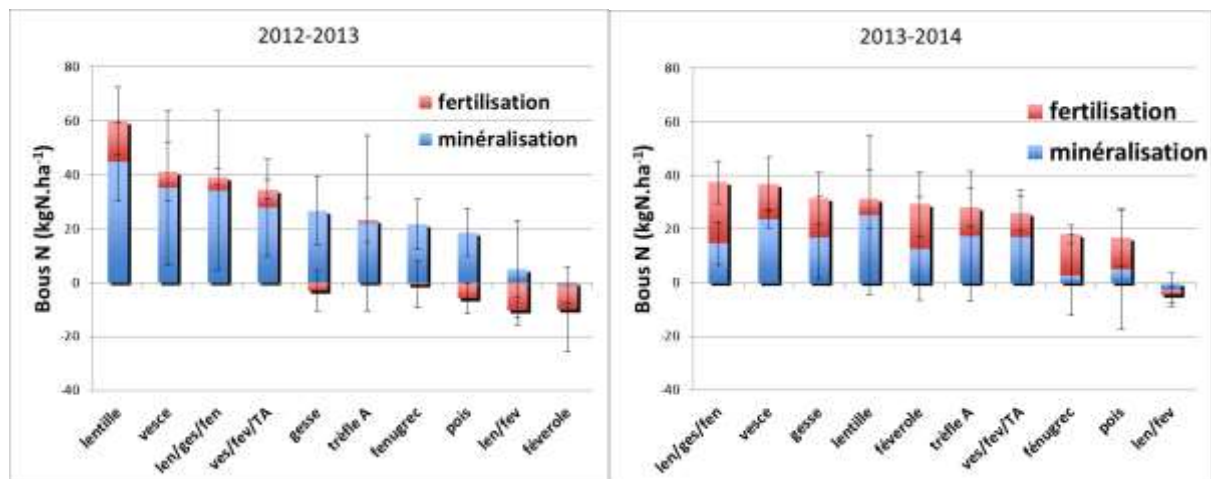 2012-2013
Bous N (kgN.ha⁻¹)
80
60
40
20
0
-20
-40
fertilisation
minéralisation
lentille
vesce
len/ges/fen
ves/fev/TA
gesse
trèfle A
fenugrec
pois
len/fev
féverole
2013-2014
Bous N (kgN.ha⁻¹)
80
60
40
20
0
-20
-40
fertilisation
minéralisation
len/ges/fen
vesce
gesse
lentille
féverole
trèfle A
ves/fev/TA
fénugrec
pois
len/fev